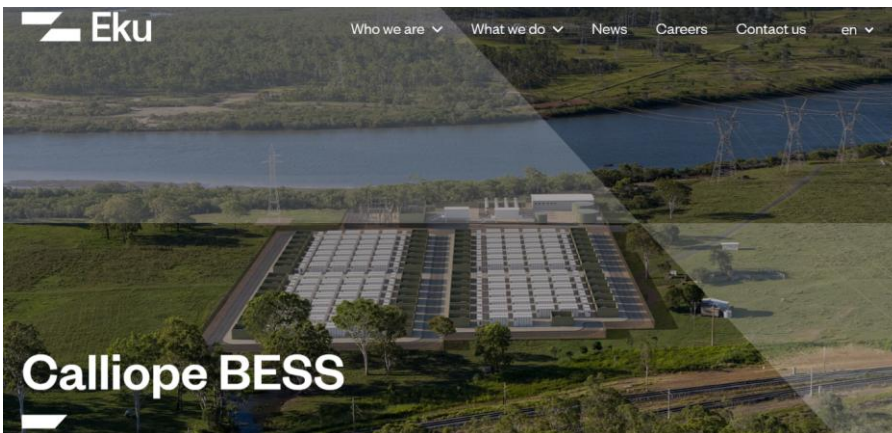 Eku
Who we are
What we do
News
Careers
Contact us
en
Calliope BESS